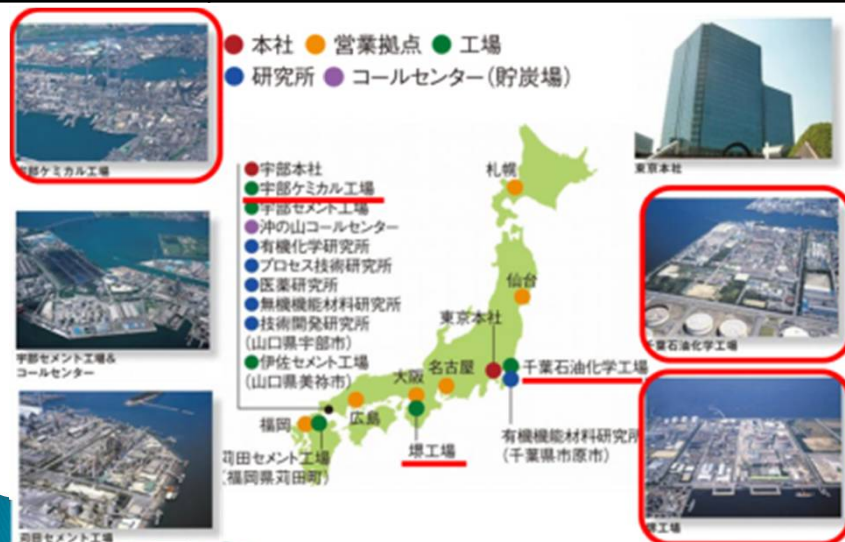 本社 営業拠点 工場
研究所 コールセンター(貯炭場)
宇部ケミカル工場
東京本社
宇部本社
宇部ケミカル工場
宇部セメント工場
沖の山コールセンター
有機化学研究所
プロセス技術研究所
医薬研究所
無機機能材料研究所
技術開発研究所
(山口県宇部市)
伊佐セメント工場
(山口県美祢市)
札幌
仙台
東京本社
名古屋
大阪
広島
福岡
千葉石油化学工場
有機機能材料研究所
(千葉県市原市)
堺工場
苅田セメント工場
(福岡県苅田町)
宇部セメント工場&
コールセンター
千葉石油化学工場
苅田セメント工場
堺工場